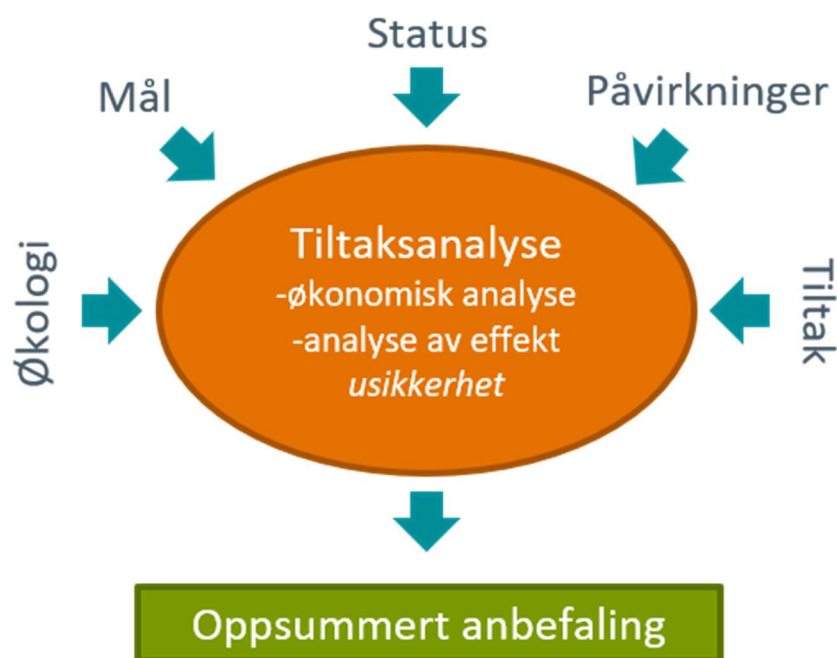 Status
Mål
Påvirkninger
Økologi
Tiltaksanalyse
-økonomisk analyse
-analyse av effekt
usikkerhet
Tiltak
Oppsummert anbefaling